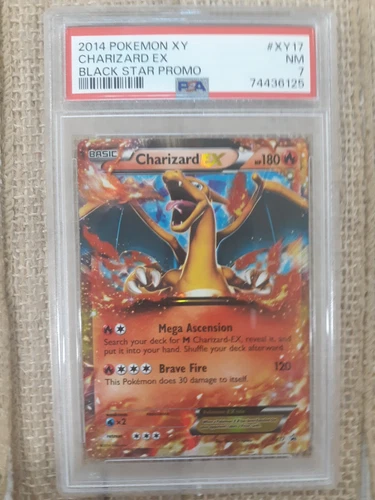 2014 POKEMON XY #XY17
CHARIZARD EX NM
BLACK STAR PROMO 7
PSA 74436125
BASIC Charizard EX HP180
Mega Ascension
Search your deck for M Charizard-EX, reveal it, and
put it into your hand. Shuffle your deck afterward.
Brave Fire 120
This Pokémon does 30 damage to itself.
×2